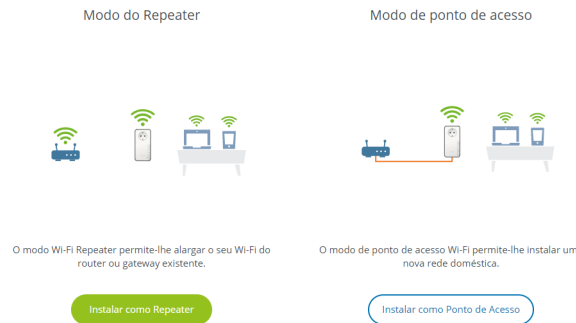 Modo do Repeater
Modo de ponto de acesso
O modo Wi-Fi Repeater permite-lhe alargar o seu Wi-Fi do
router ou gateway existente.
O modo de ponto de acesso Wi-Fi permite-lhe instalar um
nova rede doméstica.
Instalar como Repeater
Instalar como Ponto de Acesso